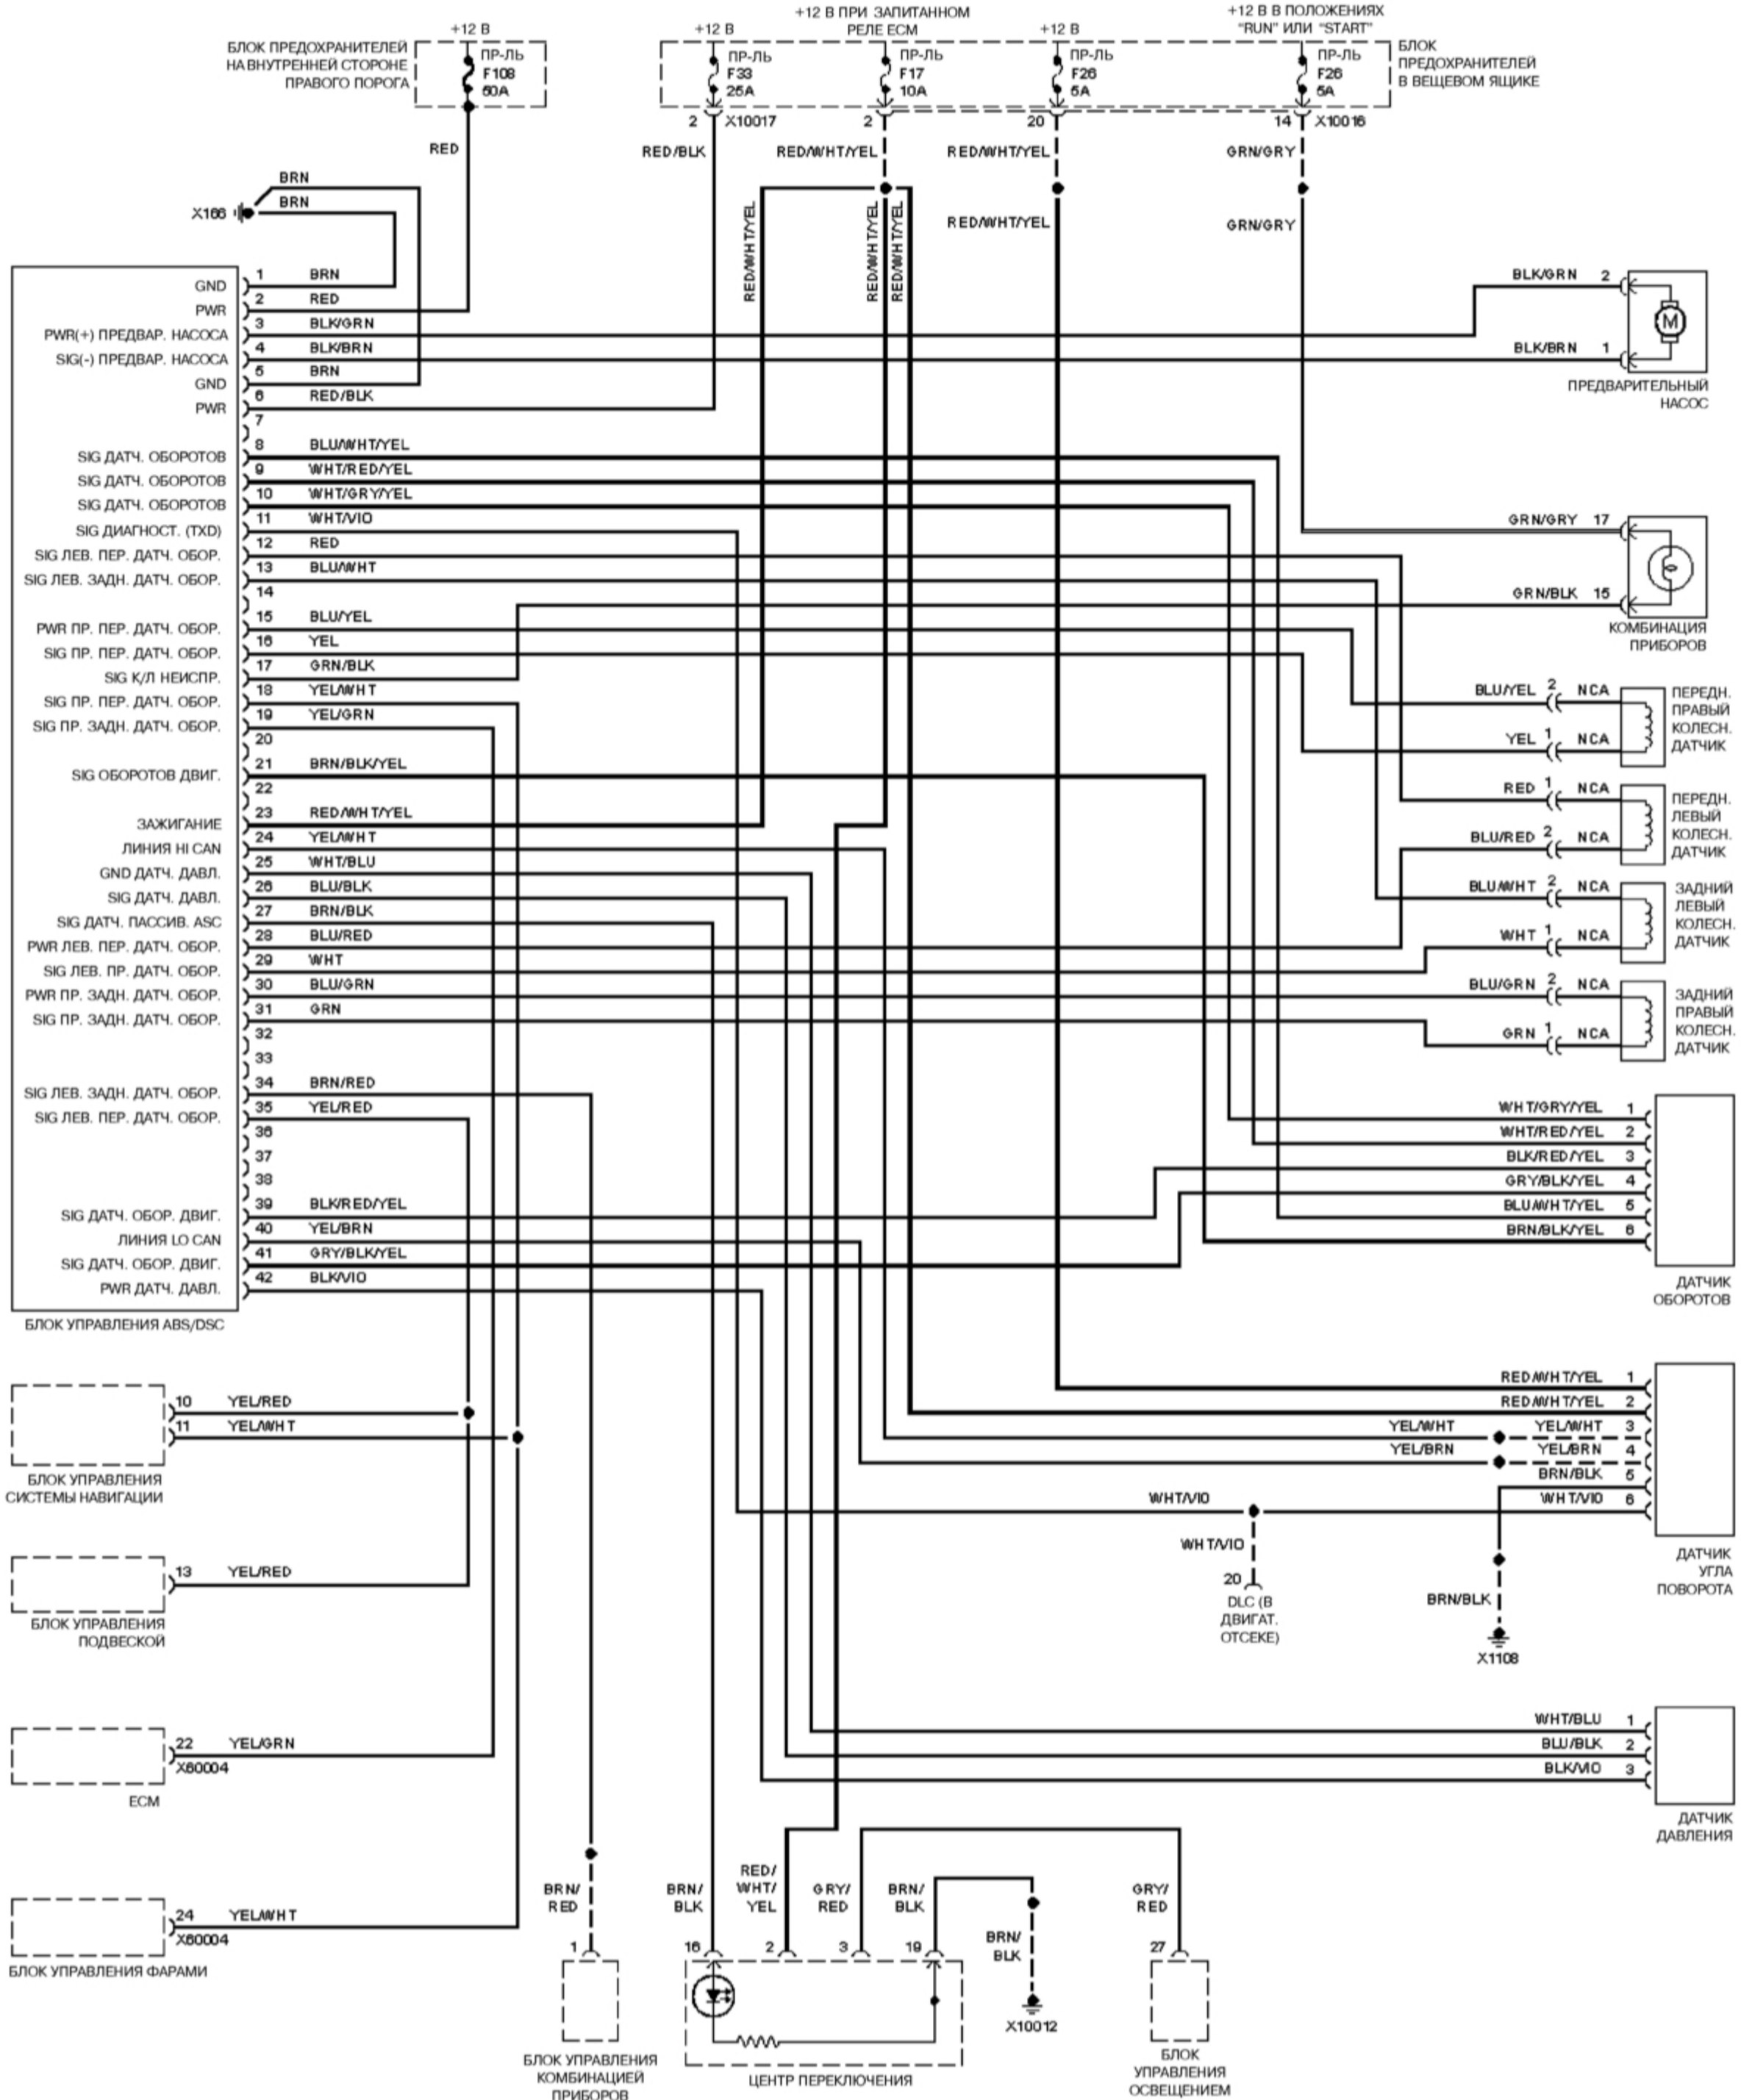 +12 В ПРИ ЗАПИТАННОМ
РЕЛЕ ECM
+12 В В ПОЛОЖЕНИЯХ
"RUN" ИЛИ "START"
+12 В
+12 В
+12 В
БЛОК ПРЕДОХРАНИТЕЛЕЙ
НА ВНУТРЕННЕЙ СТОРОНЕ
ПРАВОГО ПОРОГА
ПР-ЛЬ
F108
50A
ПР-ЛЬ
F33
25A
ПР-ЛЬ
F17
10A
ПР-ЛЬ
F26
5A
ПР-ЛЬ
F26
5A
БЛОК
ПРЕДОХРАНИТЕЛЕЙ
В ВЕЩЕВОМ ЯЩИКЕ
2 X10017
2
20
14 X10016
RED
RED/BLK
RED/WHT/YEL
RED/WHT/YEL
GRN/GRY
RED/WHT/YEL
RED/WHT/YEL
RED/WHT/YEL
RED/WHT/YEL
GRN/GRY
BRN
BRN
X166
GND 1 BRN
PWR 2 RED
PWR(+) ПРЕДВАР. НАСОСА 3 BLK/GRN
SIG(-) ПРЕДВАР. НАСОСА 4 BLK/BRN
GND 5 BRN
PWR 6 RED/BLK
7
SIG ДАТЧ. ОБОРОТОВ 8 BLU/WHT/YEL
SIG ДАТЧ. ОБОРОТОВ 9 WHT/RED/YEL
SIG ДАТЧ. ОБОРОТОВ 10 WHT/GRY/YEL
SIG ДИАГНОСТ. (TXD) 11 WHT/VIO
SIG ЛЕВ. ПЕР. ДАТЧ. ОБОР. 12 RED
SIG ЛЕВ. ЗАДН. ДАТЧ. ОБОР. 13 BLU/WHT
14
PWR ПР. ПЕР. ДАТЧ. ОБОР. 15 BLU/YEL
SIG ПР. ПЕР. ДАТЧ. ОБОР. 16 YEL
SIG К/Л НЕИСПР. 17 GRN/BLK
SIG ПР. ПЕР. ДАТЧ. ОБОР. 18 YEL/WHT
SIG ПР. ЗАДН. ДАТЧ. ОБОР. 19 YEL/GRN
20
SIG ОБОРОТОВ ДВИГ. 21 BRN/BLK/YEL
22
ЗАЖИГАНИЕ 23 RED/WHT/YEL
ЛИНИЯ HI CAN 24 YEL/WHT
GND ДАТЧ. ДАВЛ. 25 WHT/BLU
SIG ДАТЧ. ДАВЛ. 26 BLU/BLK
SIG ДАТЧ. ПАССИВ. ASC 27 BRN/BLK
PWR ЛЕВ. ПЕР. ДАТЧ. ОБОР. 28 BLU/RED
SIG ЛЕВ. ПР. ДАТЧ. ОБОР. 29 WHT
PWR ПР. ЗАДН. ДАТЧ. ОБОР. 30 BLU/GRN
SIG ПР. ЗАДН. ДАТЧ. ОБОР. 31 GRN
32
33
SIG ЛЕВ. ЗАДН. ДАТЧ. ОБОР. 34 BRN/RED
SIG ЛЕВ. ПЕР. ДАТЧ. ОБОР. 35 YEL/RED
36
37
38
SIG ДАТЧ. ОБОР. ДВИГ. 39 BLK/RED/YEL
ЛИНИЯ LO CAN 40 YEL/BRN
SIG ДАТЧ. ОБОР. ДВИГ. 41 GRY/BLK/YEL
PWR ДАТЧ. ДАВЛ. 42 BLK/VIO
БЛОК УПРАВЛЕНИЯ ABS/DSC
BLK/GRN 2
M
BLK/BRN 1
ПРЕДВАРИТЕЛЬНЫЙ
НАСОС
GRN/GRY 17
GRN/BLK 15
КОМБИНАЦИЯ
ПРИБОРОВ
BLU/YEL 2 NCA
YEL 1 NCA
ПЕРЕДН.
ПРАВЫЙ
КОЛЕСН.
ДАТЧИК
RED 1 NCA
BLU/RED 2 NCA
ПЕРЕДН.
ЛЕВЫЙ
КОЛЕСН.
ДАТЧИК
BLU/WHT 2 NCA
WHT 1 NCA
ЗАДНИЙ
ЛЕВЫЙ
КОЛЕСН.
ДАТЧИК
BLU/GRN 2 NCA
GRN 1 NCA
ЗАДНИЙ
ПРАВЫЙ
КОЛЕСН.
ДАТЧИК
WHT/GRY/YEL 1
WHT/RED/YEL 2
BLK/RED/YEL 3
GRY/BLK/YEL 4
BLU/WHT/YEL 5
BRN/BLK/YEL 6
ДАТЧИК
ОБОРОТОВ
RED/WHT/YEL 1
RED/WHT/YEL 2
YEL/WHT YEL/WHT 3
YEL/BRN YEL/BRN 4
BRN/BLK 5
WHT/VIO WHT/VIO 6
ДАТЧИК
УГЛА
ПОВОРОТА
WHT/VIO
20
DLC (В
ДВИГАТ.
ОТСЕКЕ)
BRN/BLK
X1108
10 YEL/RED
11 YEL/WHT
БЛОК УПРАВЛЕНИЯ
СИСТЕМЫ НАВИГАЦИИ
13 YEL/RED
БЛОК УПРАВЛЕНИЯ
ПОДВЕСКОЙ
22 YEL/GRN
X60004
ECM
24 YEL/WHT
X60004
БЛОК УПРАВЛЕНИЯ ФАРАМИ
WHT/BLU 1
BLU/BLK 2
BLK/VIO 3
ДАТЧИК
ДАВЛЕНИЯ
BRN/
RED
1
БЛОК УПРАВЛЕНИЯ
КОМБИНАЦИЕЙ
ПРИБОРОВ
BRN/
BLK
16
RED/
WHT/
YEL
2
GRY/
RED
3
BRN/
BLK
19
ЦЕНТР ПЕРЕКЛЮЧЕНИЯ
BRN/
BLK
X10012
GRY/
RED
27
БЛОК
УПРАВЛЕНИЯ
ОСВЕЩЕНИЕМ